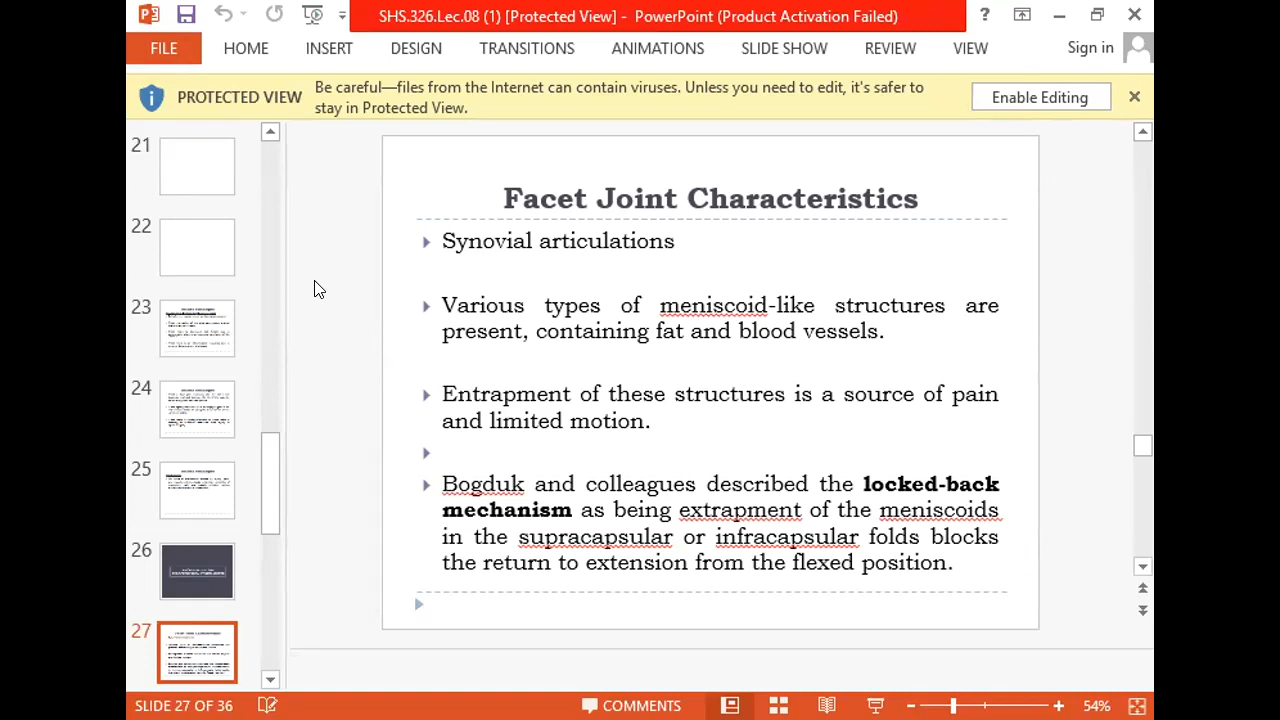 SHS.326.Lec.08 (1) [Protected View] - PowerPoint (Product Activation Failed)
FILE HOME INSERT DESIGN TRANSITIONS ANIMATIONS SLIDE SHOW REVIEW VIEW Sign in
PROTECTED VIEW Be careful—files from the Internet can contain viruses. Unless you need to edit, it's safer to
stay in Protected View.
Enable Editing
21
22
23
24
25
26
27
Facet Joint Characteristics
Synovial articulations
Various types of meniscoid-like structures are
present, containing fat and blood vessels.
Entrapment of these structures is a source of pain
and limited motion.
Bogduk and colleagues described the locked-back
mechanism as being extrapment of the meniscoids
in the supracapsular or infracapsular folds blocks
the return to extension from the flexed position.
SLIDE 27 OF 36 COMMENTS 54%